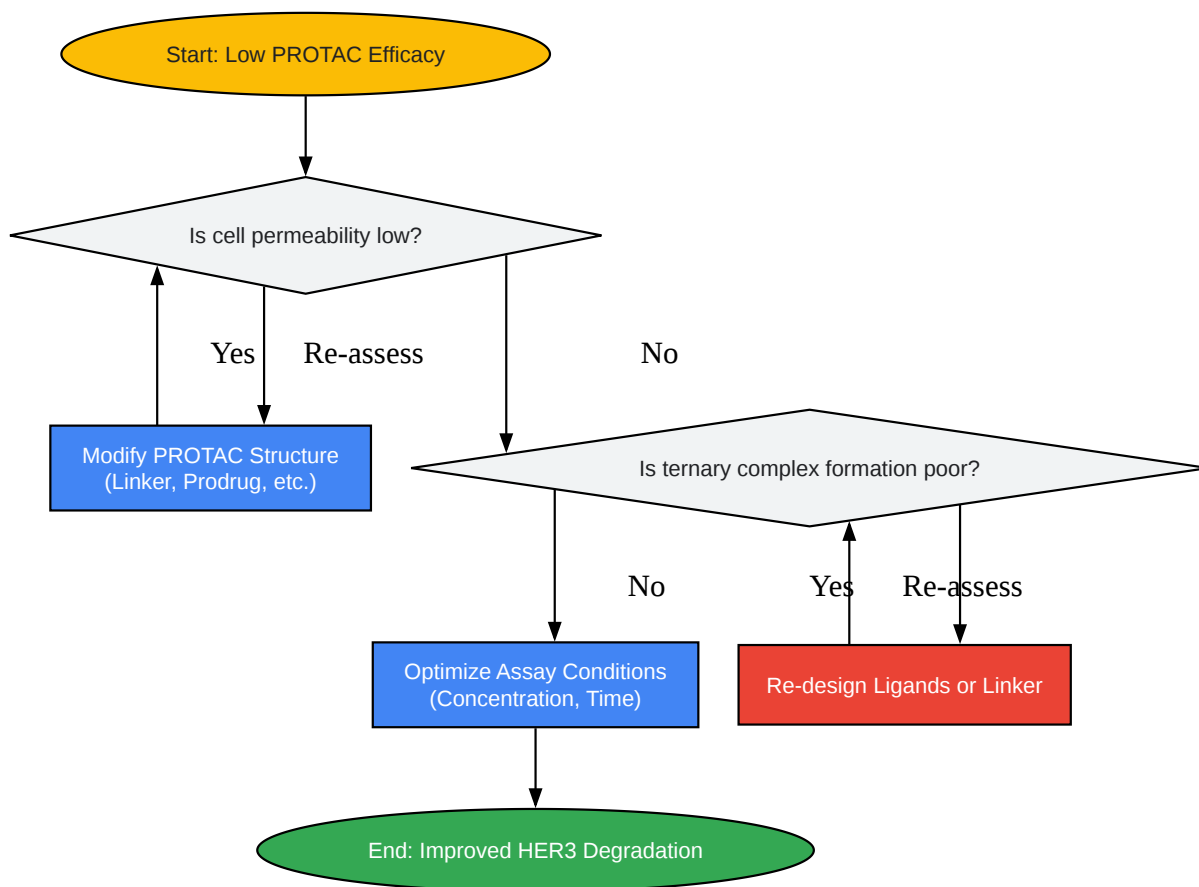 Start: Low PROTAC Efficacy
Is cell permeability low?
Yes
Re-assess
No
Modify PROTAC Structure
(Linker, Prodrug, etc.)
Is ternary complex formation poor?
No
Yes
Re-assess
Optimize Assay Conditions
(Concentration, Time)
Re-design Ligands or Linker
End: Improved HER3 Degradation